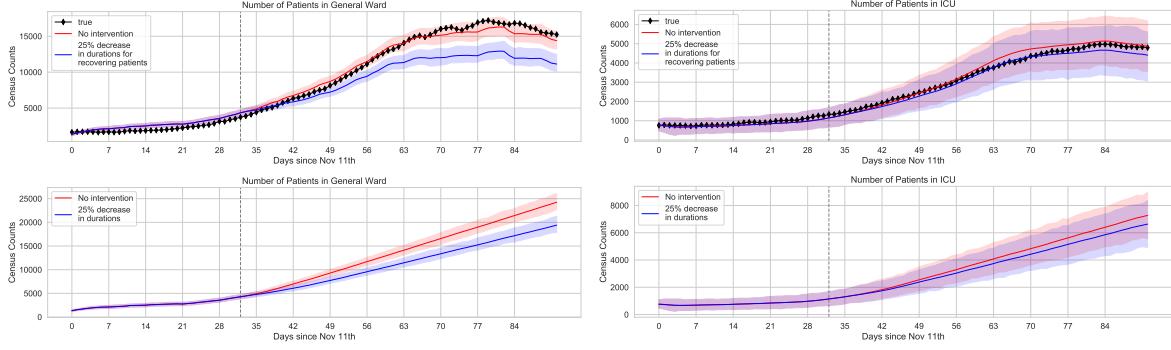 Number of Patients in General Ward
Census Counts
15000
10000
5000
0
true
No intervention
25% decrease
in durations for
recovering patients
0 7 14 21 28 35 42 49 56 63 70 77 84
Days since Nov 11th
Number of Patients in ICU
Census Counts
6000
5000
4000
3000
2000
1000
0
true
No intervention
25% decrease
in durations for
recovering patients
0 7 14 21 28 35 42 49 56 63 70 77 84
Days since Nov 11th
Number of Patients in General Ward
Census Counts
25000
20000
15000
10000
5000
0
No intervention
25% decrease
in durations
0 7 14 21 28 35 42 49 56 63 70 77 84
Days since Nov 11th
Number of Patients in ICU
Census Counts
8000
6000
4000
2000
0
No intervention
25% decrease
in durations
0 7 14 21 28 35 42 49 56 63 70 77 84
Days since Nov 11th